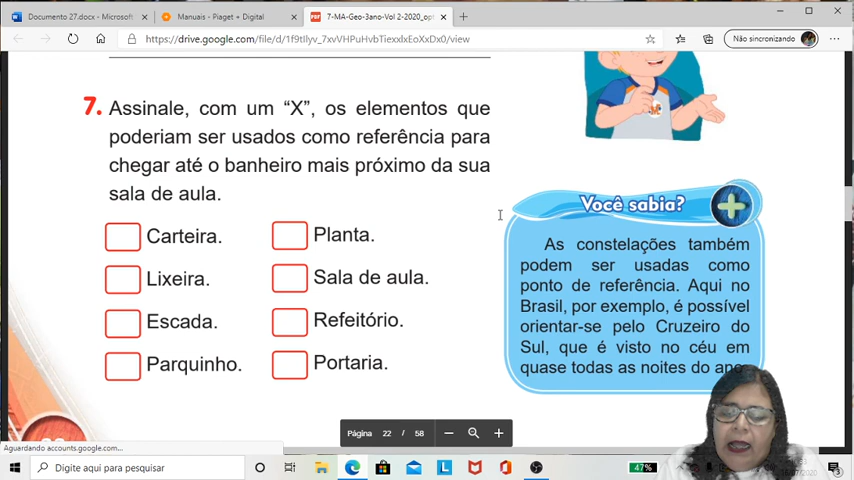 Documento 27.docx - Microsoft
Manuais - Piaget + Digital
7-MA-Geo-3ano-Vol 2-2020_opt
https://drive.google.com/file/d/1f9tIlyv_7xvVHPuHvbTiexxlxEoXxDx0/view
Não sincronizando
7. Assinale, com um “X”, os elementos que
poderiam ser usados como referência para
chegar até o banheiro mais próximo da sua
sala de aula.
Carteira.
Planta.
Lixeira.
Sala de aula.
Escada.
Refeitório.
Parquinho.
Portaria.
Você sabia?
As constelações também
podem ser usadas como
ponto de referência. Aqui no
Brasil, por exemplo, é possível
orientar-se pelo Cruzeiro do
Sul, que é visto no céu em
quase todas as noites do ano.
Página 22 / 58
Aguardando accounts.google.com...
Digite aqui para pesquisar
47%